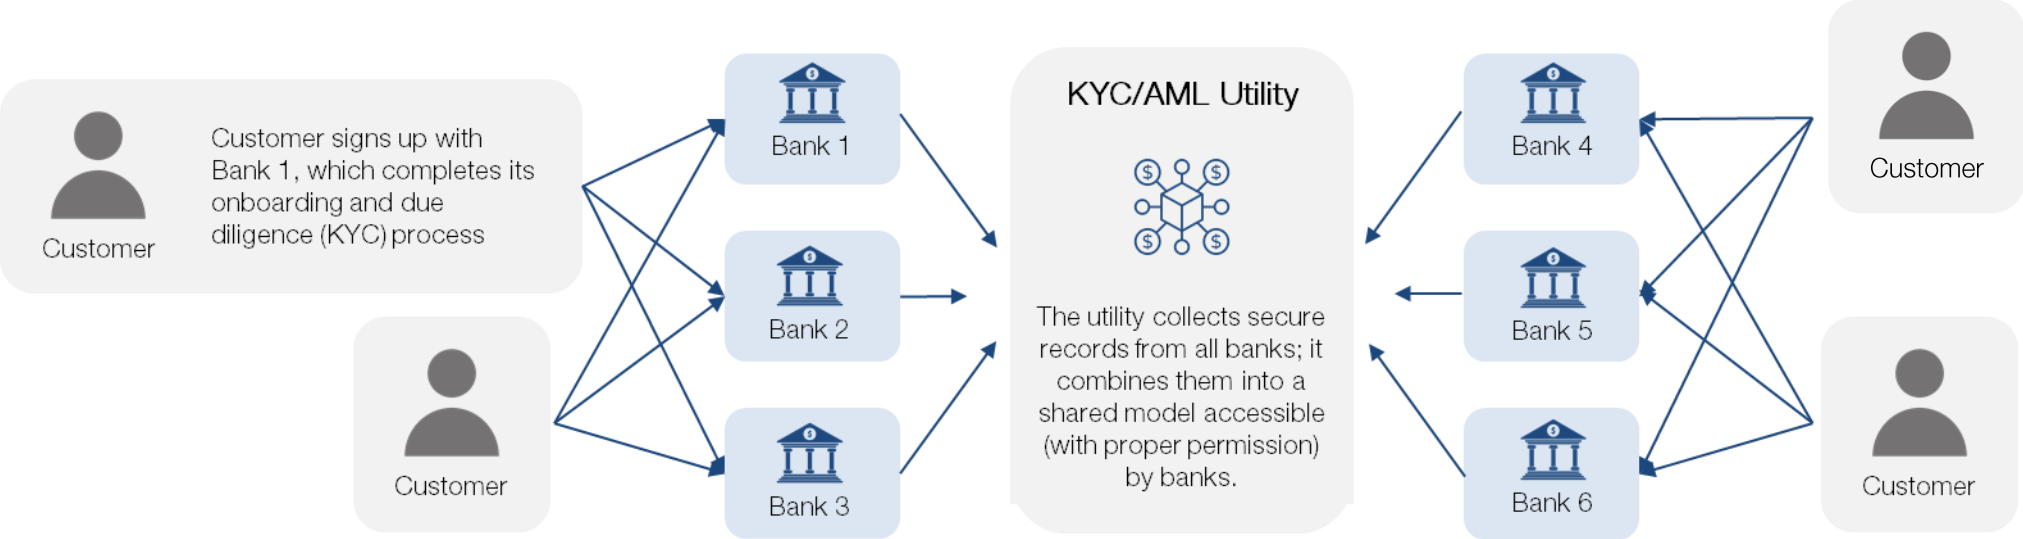 Customer signs up with
Bank 1, which completes its
onboarding and due
diligence (KYC) process
Customer
Customer
Bank 1
Bank 2
Bank 3
KYC/AML Utility
$ $
$ $
The utility collects secure
records from all banks; it
combines them into a
shared model accessible
(with proper permission)
by banks.
$
Bank 4
$
Bank 5
$
Bank 6
Customer
Customer